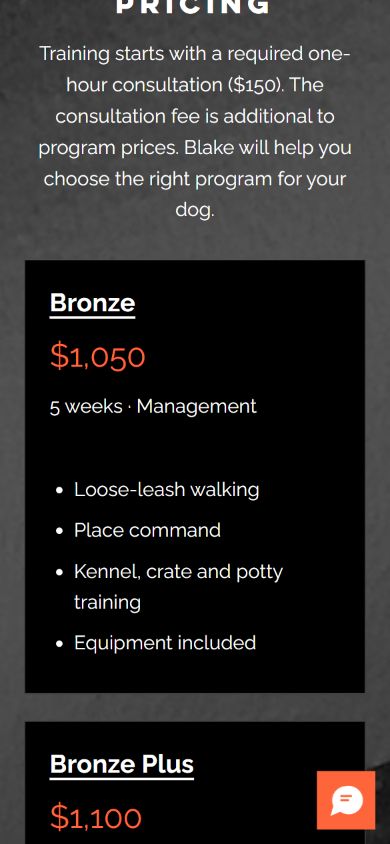 PRICING
Training starts with a required one-
hour consultation ($150). The
consultation fee is additional to
program prices. Blake will help you
choose the right program for your
dog.
Bronze
$1,050
5 weeks · Management
• Loose-leash walking
• Place command
• Kennel, crate and potty
training
• Equipment included
Bronze Plus
$1,100